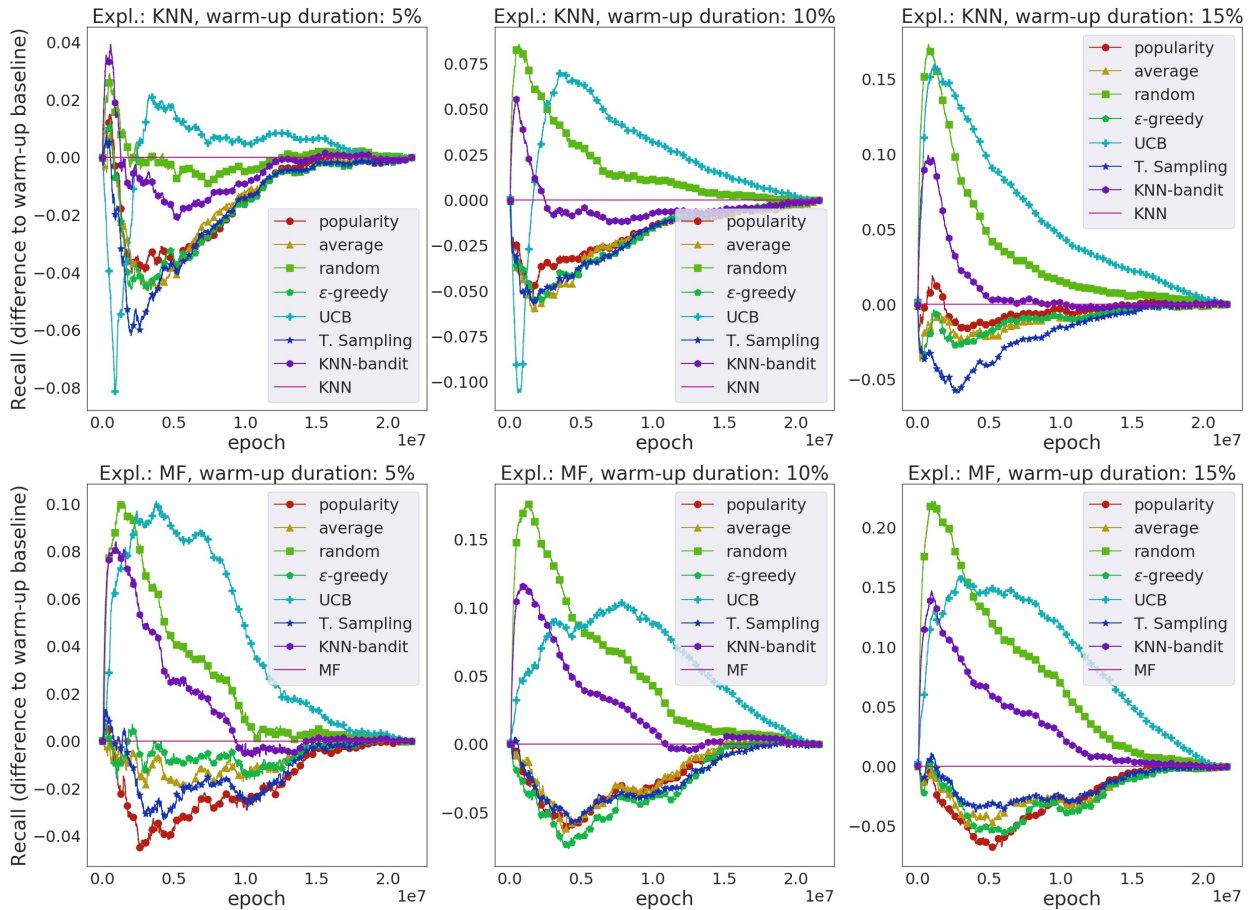 Expl.: KNN, warm-up duration: 5%
Recall (difference to warm-up baseline)
0.04
0.02
0.00
−0.02
−0.04
−0.06
−0.08
popularity
average
random
ε-greedy
UCB
T. Sampling
KNN-bandit
KNN
0.0 0.5 1.0 1.5 2.0
epoch 1e7
Expl.: KNN, warm-up duration: 10%
0.075
0.050
0.025
0.000
−0.025
−0.050
−0.075
−0.100
popularity
average
random
ε-greedy
UCB
T. Sampling
KNN-bandit
KNN
0.0 0.5 1.0 1.5 2.0
epoch 1e7
Expl.: KNN, warm-up duration: 15%
0.15
0.10
0.05
0.00
−0.05
popularity
average
random
ε-greedy
UCB
T. Sampling
KNN-bandit
KNN
0.0 0.5 1.0 1.5 2.0
epoch 1e7
Expl.: MF, warm-up duration: 5%
Recall (difference to warm-up baseline)
0.10
0.08
0.06
0.04
0.02
0.00
−0.02
−0.04
popularity
average
random
ε-greedy
UCB
T. Sampling
KNN-bandit
MF
0.0 0.5 1.0 1.5 2.0
epoch 1e7
Expl.: MF, warm-up duration: 10%
0.15
0.10
0.05
0.00
−0.05
popularity
average
random
ε-greedy
UCB
T. Sampling
KNN-bandit
MF
0.0 0.5 1.0 1.5 2.0
epoch 1e7
Expl.: MF, warm-up duration: 15%
0.20
0.15
0.10
0.05
0.00
−0.05
popularity
average
random
ε-greedy
UCB
T. Sampling
KNN-bandit
MF
0.0 0.5 1.0 1.5 2.0
epoch 1e7